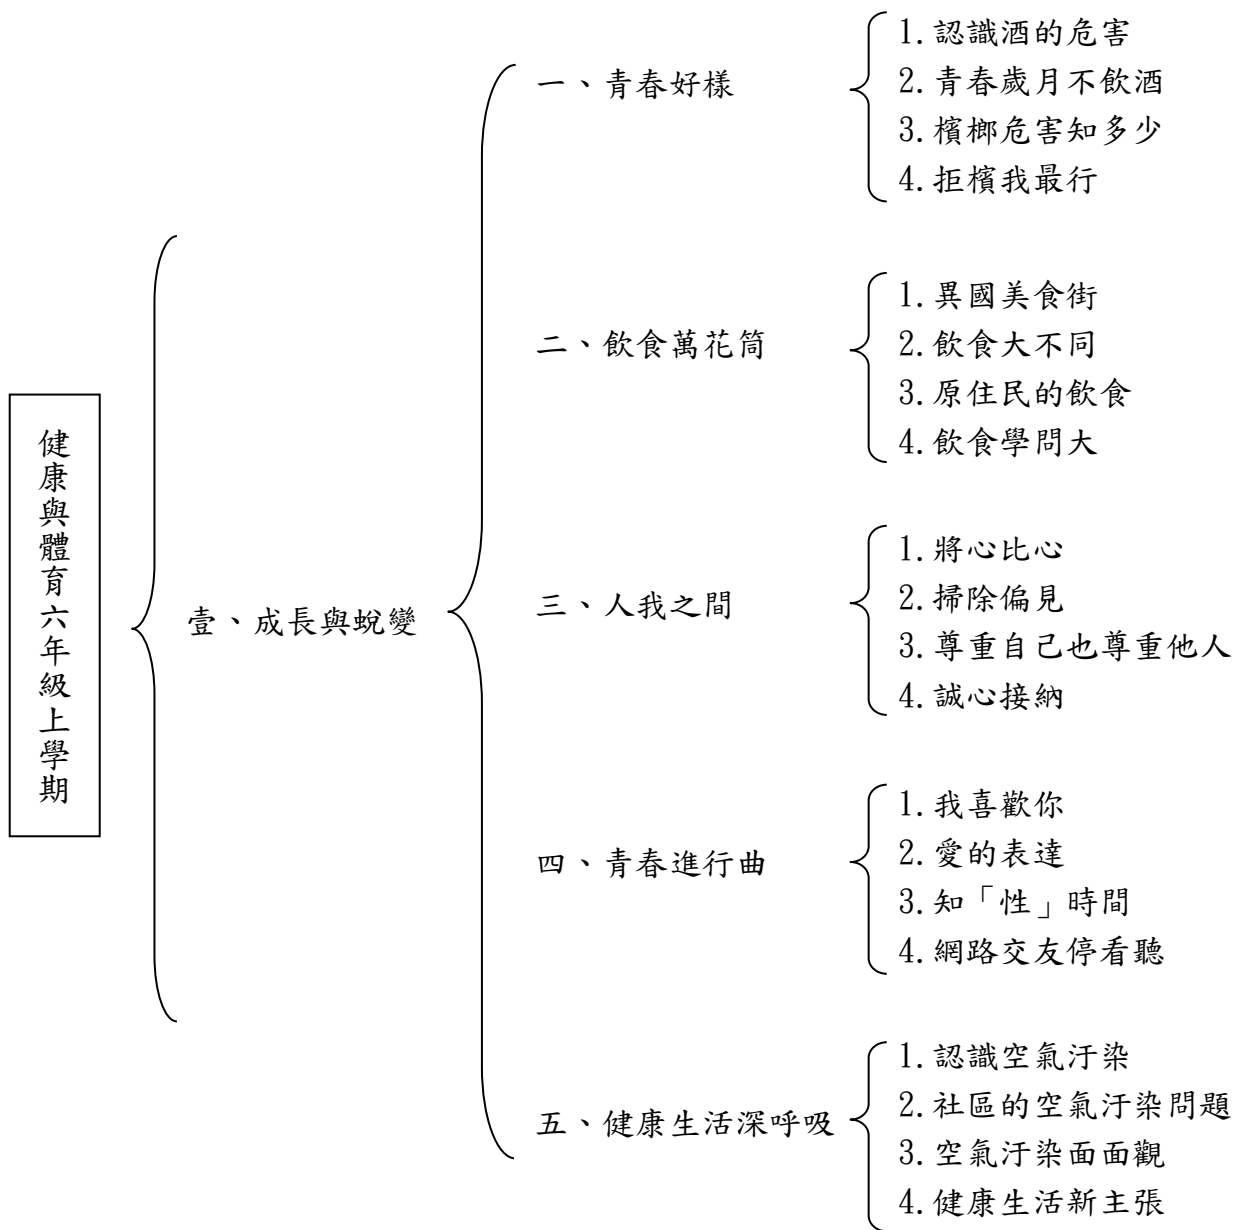 健康與體育六年級上學期
壹、成長與蛻變
一、青春好樣
1.認識酒的危害
2.青春歲月不飲酒
3.檳榔危害知多少
4.拒檳我最行
二、飲食萬花筒
1.異國美食街
2.飲食大不同
3.原住民的飲食
4.飲食學問大
三、人我之間
1.將心比心
2.掃除偏見
3.尊重自己也尊重他人
4.誠心接納
四、青春進行曲
1.我喜歡你
2.愛的表達
3.知「性」時間
4.網路交友停看聽
五、健康生活深呼吸
1.認識空氣汙染
2.社區的空氣汙染問題
3.空氣汙染面面觀
4.健康生活新主張